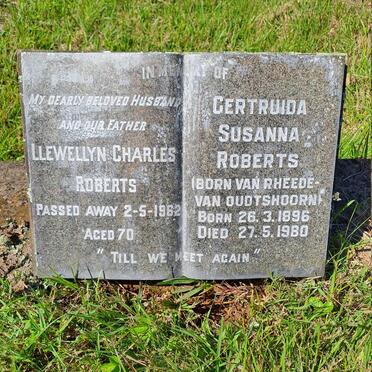 IN MEMORY OF
MY DEARLY BELOVED HUSBAND
AND OUR FATHER
LLEWELLYN CHARLES
ROBERTS
PASSED AWAY 2-5-1962
AGED 70
GERTRUIDA
SUSANNA
ROBERTS
(BORN VAN RHEEDE-
VAN OUDTSHOORN)
BORN 26.3.1896
DIED 27.5.1980
"TILL WE MEET AGAIN"